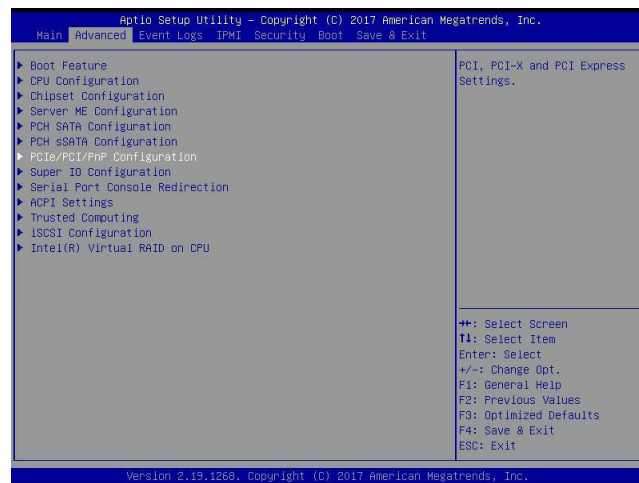 Aptio Setup Utility - Copyright (C) 2017 American Megatrends, Inc.
Main Advanced Event Logs IPMI Security Boot Save & Exit
Boot Feature
CPU Configuration
Chipset Configuration
Server ME Configuration
PCH SATA Configuration
PCH sSATA Configuration
PCIe/PCI/PnP Configuration
Super IO Configuration
Serial Port Console Redirection
ACPI Settings
Trusted Computing
iSCSI Configuration
Intel(R) Virtual RAID on CPU
PCI, PCI-X and PCI Express
Settings.
→←: Select Screen
↑↓: Select Item
Enter: Select
+/-: Change Opt.
F1: General Help
F2: Previous Values
F3: Optimized Defaults
F4: Save & Exit
ESC: Exit
Version 2.19.1268. Copyright (C) 2017 American Megatrends, Inc.